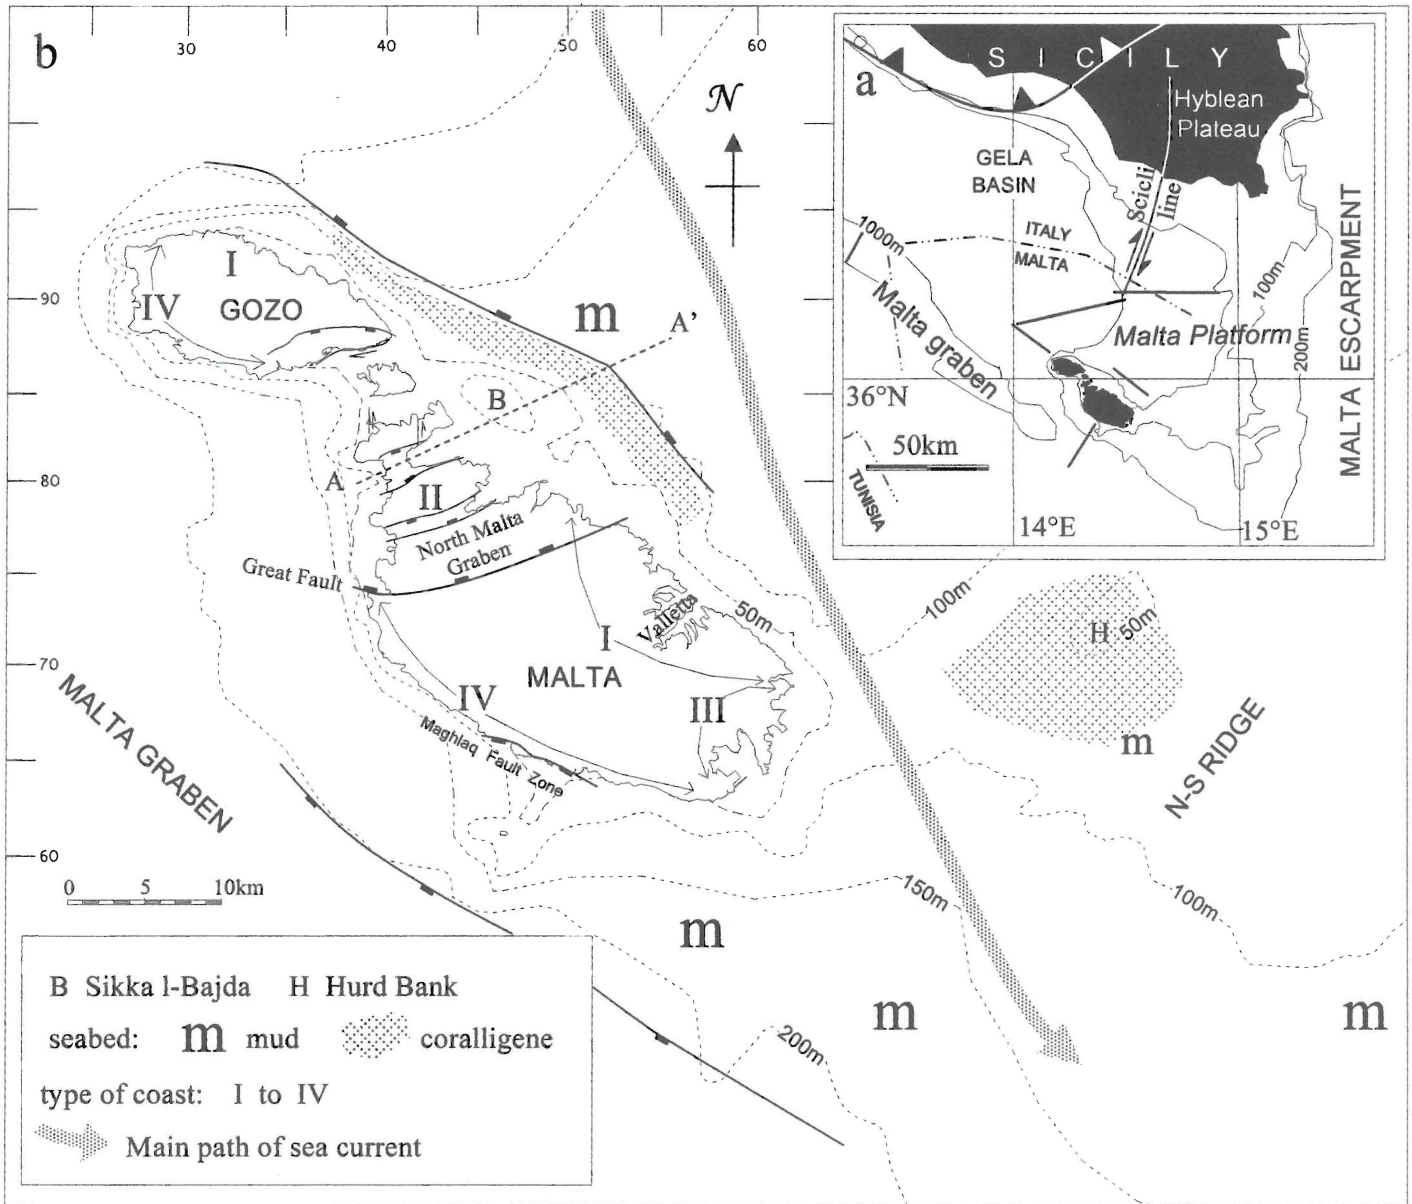 b
30
40
50
60
N
90
80
70
60
I
GOZO
IV
m
A'
B
A
II
North Malta
Graben
Great Fault
50m
Valletta
100m
H
50m
I
MALTA
IV
III
m
Maghlaq Fault Zone
MALTA GRABEN
N-S RIDGE
150m
100m
m
m
m
200m
0 5 10km
a
SICILY
Hyblean
Plateau
GELA
BASIN
Scicli
line
ITALY
MALTA
1000m
Malta graben
Malta Platform
100m
200m
MALTA ESCARPMENT
36°N
50km
TUNISIA
14°E
15°E
B Sikka l-Bajda H Hurd Bank
seabed: m mud coralligene
type of coast: I to IV
Main path of sea current